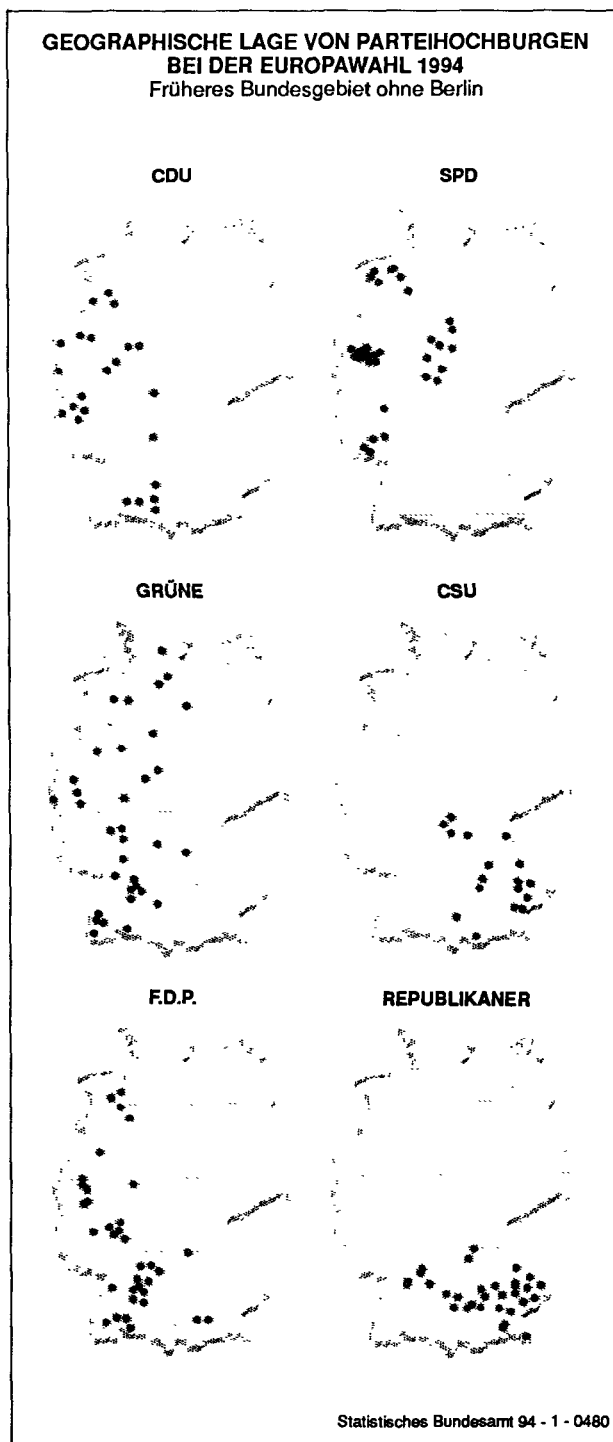 GEOGRAPHISCHE LAGE VON PARTEIHOCHBURGEN
BEI DER EUROPAWAHL 1994
Früheres Bundesgebiet ohne Berlin
CDU
SPD
GRÜNE
CSU
F.D.P.
REPUBLIKANER
Statistisches Bundesamt 94 - 1 - 0480